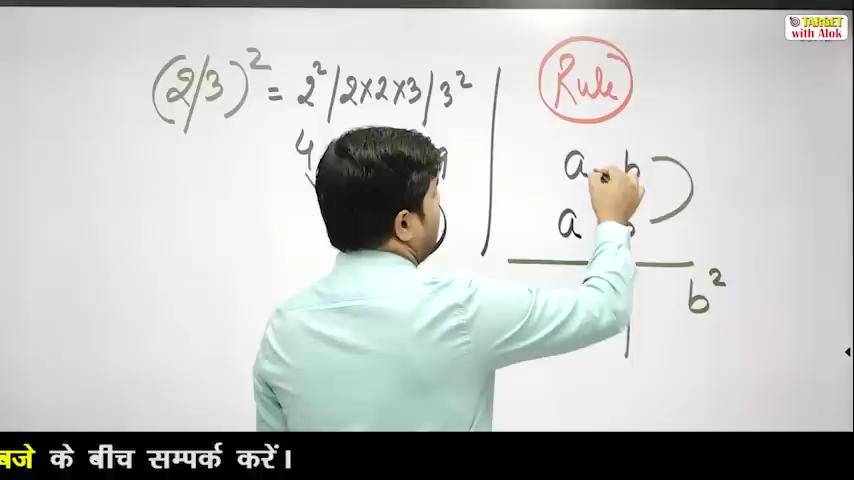 TARGET
with Alok
(2/3)² = 2² | 2×2×3 | 3²
4
Rule
a b
a
b²
बजे के बीच सम्पर्क करें।